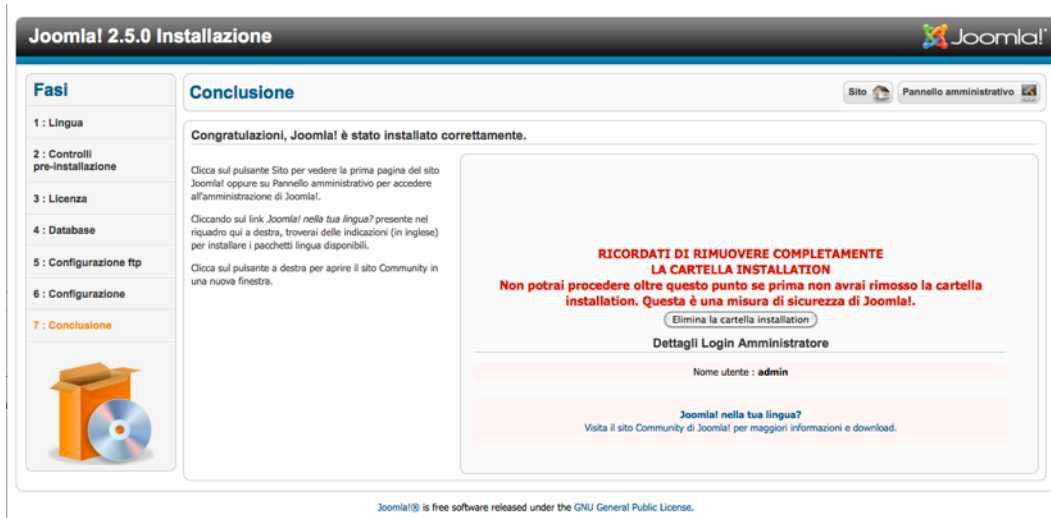 Joomla! 2.5.0 Installazione
Joomla!
Fasi
1 : Lingua
2 : Controlli
pre-installazione
3 : Licenza
4 : Database
5 : Configurazione ftp
6 : Configurazione
7 : Conclusione
Conclusione
Sito
Pannello amministrativo
Congratulazioni, Joomla! è stato installato correttamente.
Clicca sul pulsante Sito per vedere la prima pagina del sito
Joomla! oppure su Pannello amministrativo per accedere
all'amministrazione di Joomla!.
Cliccando sul link Joomla! nella tua lingua? presente nel
riquadro qui a destra, troverai delle indicazioni (in inglese)
per installare i pacchetti lingua disponibili.
Clicca sul pulsante a destra per aprire il sito Community in
una nuova finestra.
RICORDATI DI RIMUOVERE COMPLETAMENTE
LA CARTELLA INSTALLATION
Non potrai procedere oltre questo punto se prima non avrai rimosso la cartella
installation. Questa è una misura di sicurezza di Joomla!.
Elimina la cartella installation
Dettagli Login Amministratore
Nome utente : admin
Joomla! nella tua lingua?
Visita il sito Community di Joomla! per maggiori informazioni e download.
Joomla!® is free software released under the GNU General Public License.